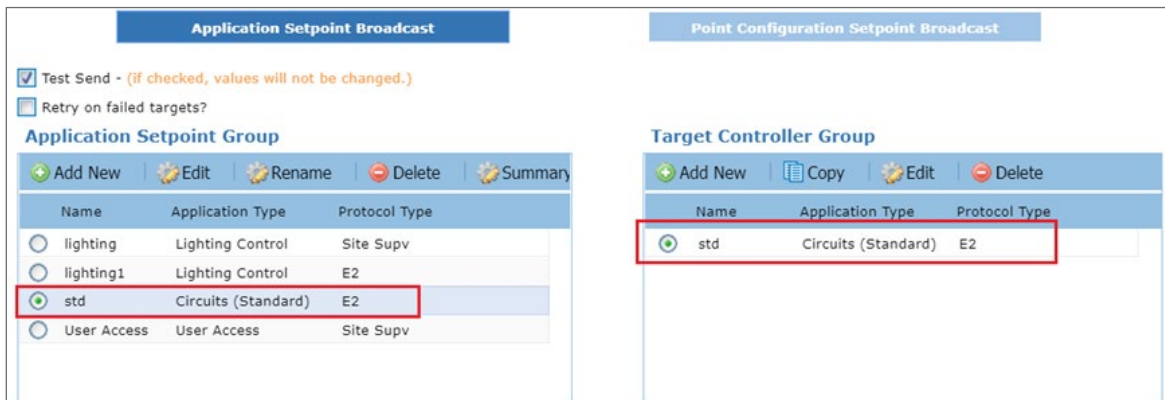 Application Setpoint Broadcast
Point Configuration Setpoint Broadcast
Test Send - (if checked, values will not be changed.)
Retry on failed targets?
Application Setpoint Group
Add New Edit Rename Delete Summary
Name Application Type Protocol Type
lighting Lighting Control Site Supv
lighting1 Lighting Control E2
std Circuits (Standard) E2
User Access User Access Site Supv
Target Controller Group
Add New Copy Edit Delete
Name Application Type Protocol Type
std Circuits (Standard) E2